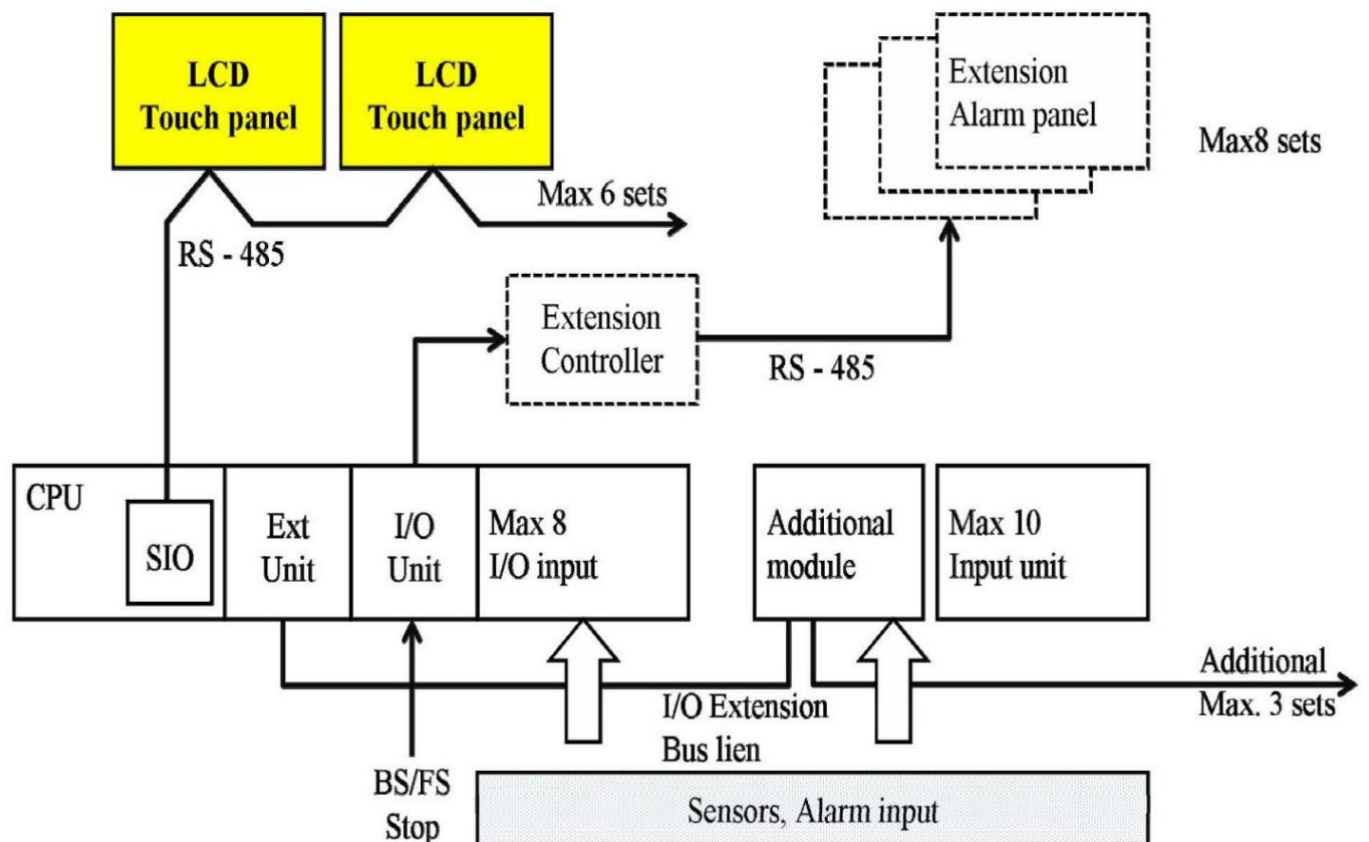 LCD
Touch panel
LCD
Touch panel
Extension
Alarm panel
Max8 sets
Max 6 sets
RS - 485
Extension
Controller
RS - 485
CPU
SIO
Ext
Unit
I/O
Unit
Max 8
I/O input
Additional
module
Max 10
Input unit
Additional
Max. 3 sets
I/O Extension
Bus lien
BS/FS
Stop
Sensors, Alarm input